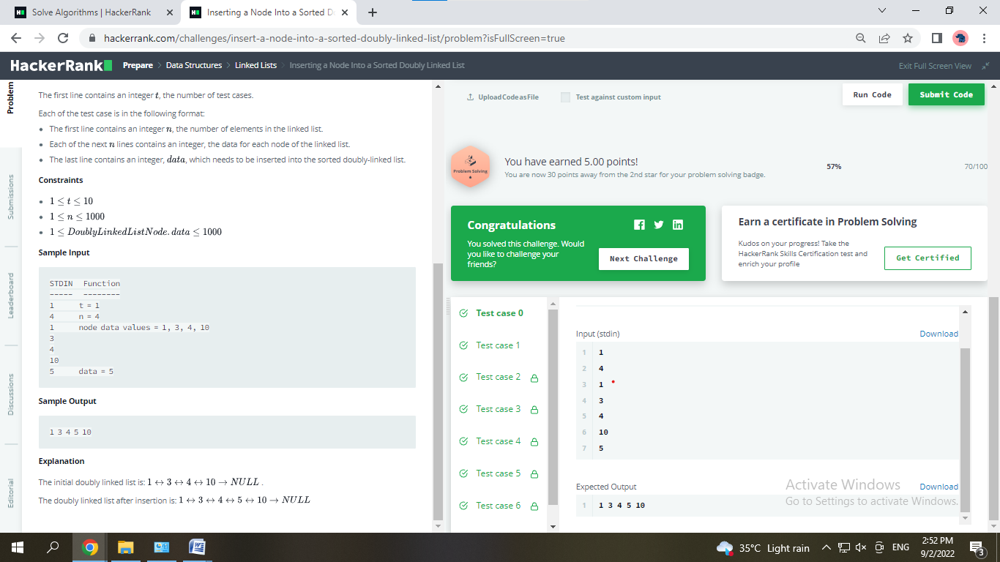 Solve Algorithms | HackerRank
Inserting a Node Into a Sorted D
hackerrank.com/challenges/insert-a-node-into-a-sorted-doubly-linked-list/problem?isFullScreen=true
HackerRank
Prepare > Data Structures > Linked Lists > Inserting a Node Into a Sorted Doubly Linked List
Exit Full Screen View
Problem
Submissions
Leaderboard
Discussions
Editorial
The first line contains an integer t, the number of test cases.
Each of the test case is in the following format:
• The first line contains an integer n, the number of elements in the linked list.
• Each of the next n lines contains an integer, the data for each node of the linked list.
• The last line contains an integer, data, which needs to be inserted into the sorted doubly-linked list.
Constraints
• 1 ≤ t ≤ 10
• 1 ≤ n ≤ 1000
• 1 ≤ DoublyLinkedListNode.data ≤ 1000
Sample Input
STDIN Function
----- --------
1 t = 1
4 n = 4
1 node data values = 1, 3, 4, 10
3
4
10
5 data = 5
Sample Output
1 3 4 5 10
Explanation
The initial doubly linked list is: 1 ↔ 3 ↔ 4 ↔ 10 → NULL .
The doubly linked list after insertion is: 1 ↔ 3 ↔ 4 ↔ 5 ↔ 10 → NULL
Upload Code as File
Test against custom input
Run Code
Submit Code
Problem Solving
You have earned 5.00 points!
You are now 30 points away from the 2nd star for your problem solving badge.
57%
70/100
Congratulations
You solved this challenge. Would
you like to challenge your
friends?
Next Challenge
Earn a certificate in Problem Solving
Kudos on your progress! Take the
HackerRank Skills Certification test and
enrich your profile
Get Certified
Test case 0
Test case 1
Test case 2
Test case 3
Test case 4
Test case 5
Test case 6
Input (stdin)
Download
1 1
2 4
3 1
4 3
5 4
6 10
7 5
Expected Output
Download
1 1 3 4 5 10
Activate Windows
Go to Settings to activate Windows.
35°C Light rain
ENG
2:52 PM
9/2/2022
3